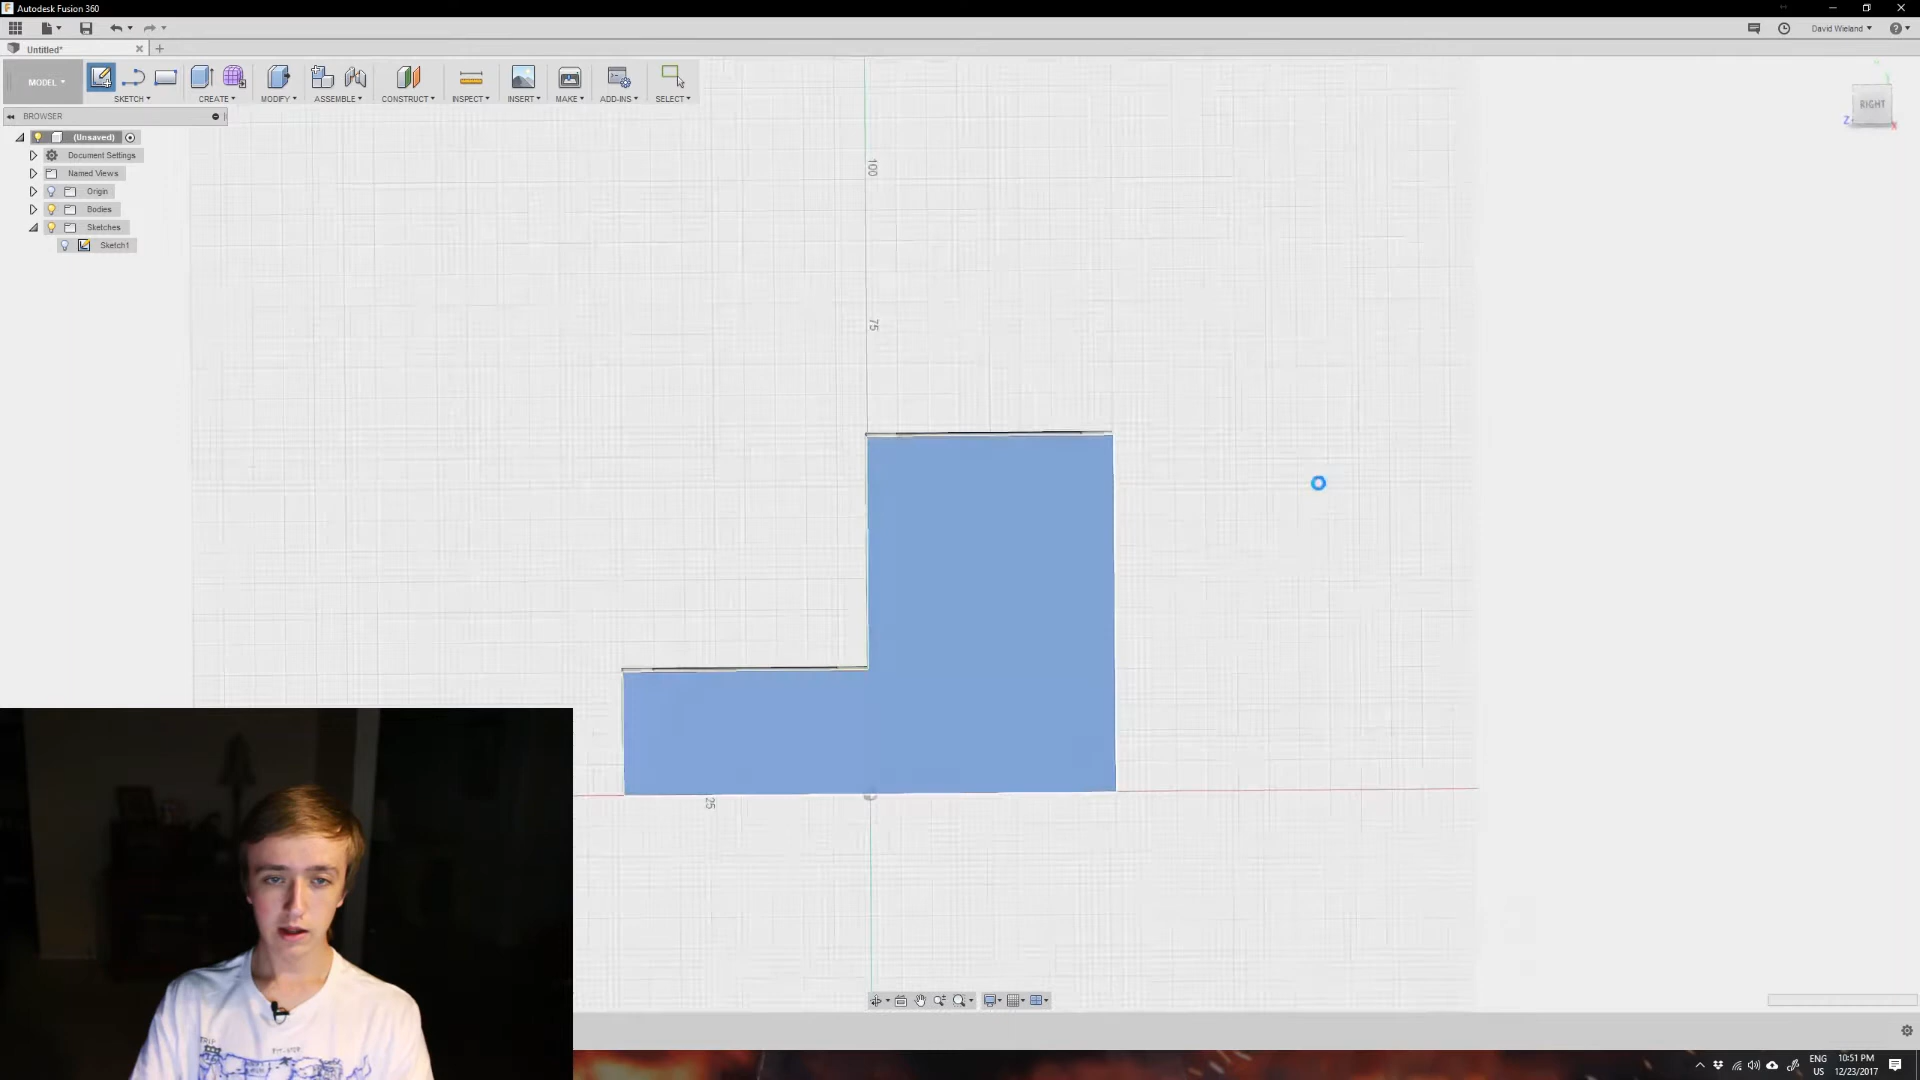 Autodesk Fusion 360
David Wieland
Untitled*
MODEL
SKETCH
CREATE
MODIFY
ASSEMBLE
CONSTRUCT
INSPECT
INSERT
MAKE
ADD-INS
SELECT
BROWSER
(Unsaved)
Document Settings
Named Views
Origin
Bodies
Sketches
Sketch1
RIGHT
Z
X
100
75
25
TRIP
ENG
US
10:51 PM
12/23/2017